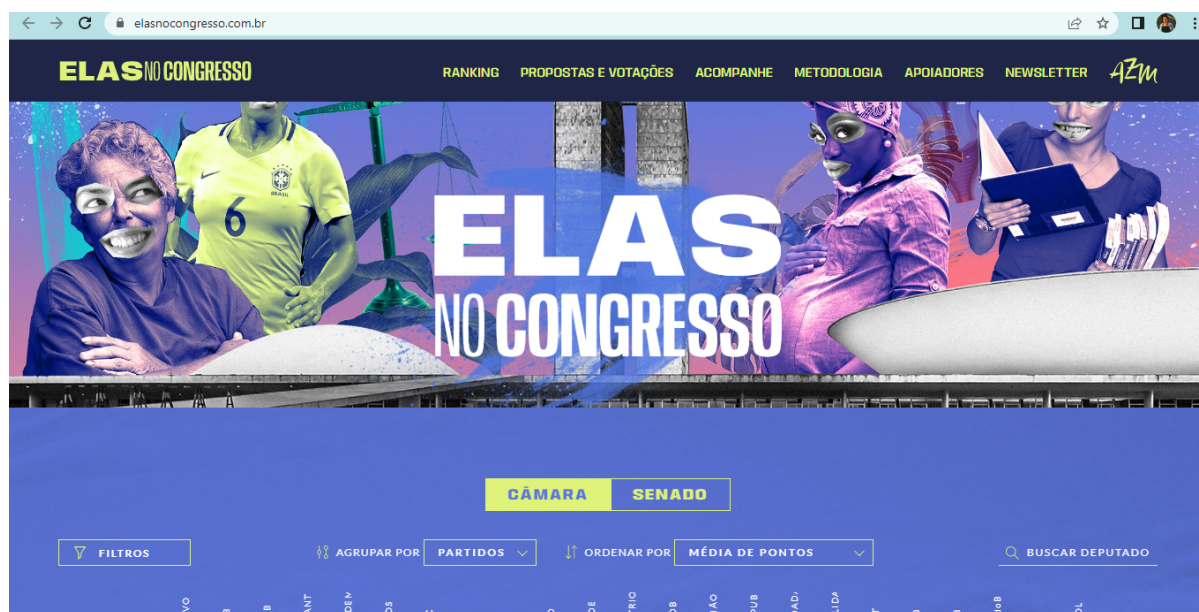 elasnocongresso.com.br
ELAS NO CONGRESSO
RANKING PROPOSTAS E VOTAÇÕES ACOMPANHE METODOLOGIA APOIADORES NEWSLETTER AZM
BRASIL
6
ELAS
NO CONGRESSO
CÂMARA SENADO
FILTROS AGRUPAR POR PARTIDOS ORDENAR POR MÉDIA DE PONTOS BUSCAR DEPUTADO